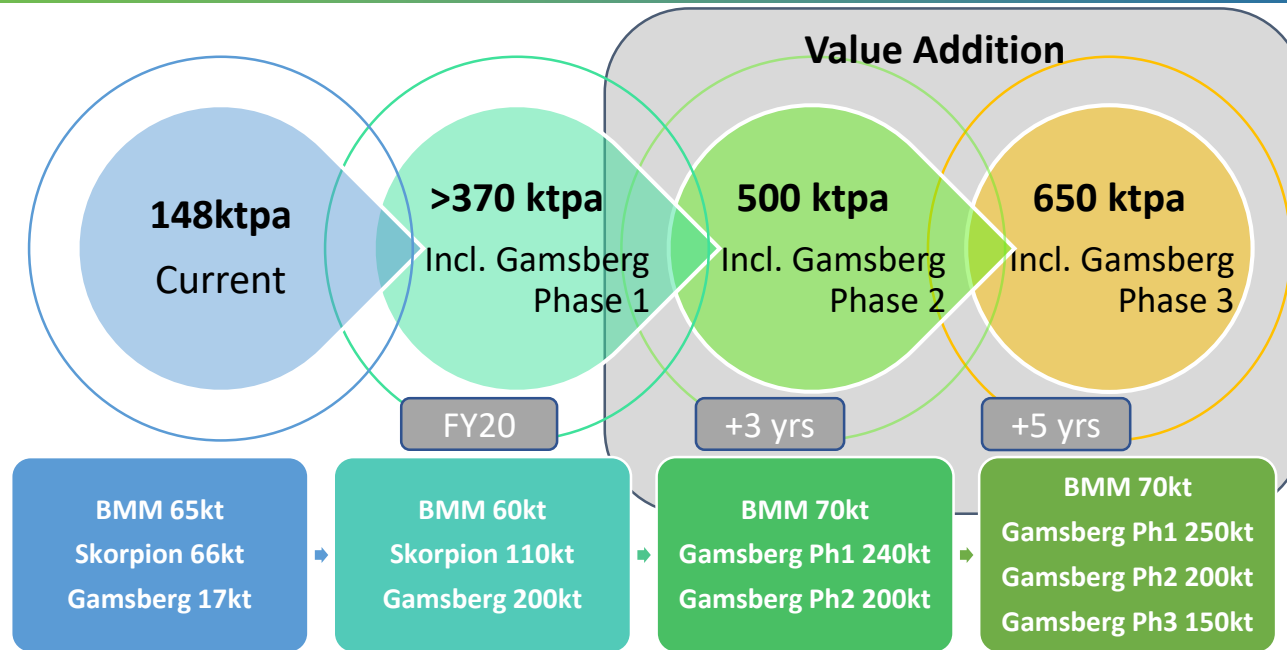 Value Addition
148ktpa
Current
>370 ktpa
Incl. Gamsberg
Phase 1
500 ktpa
Incl. Gamsberg
Phase 2
650 ktpa
Incl. Gamsberg
Phase 3
FY20
+3 yrs
+5 yrs
BMM 65kt
Skorpion 66kt
Gamsberg 17kt
BMM 60kt
Skorpion 110kt
Gamsberg 200kt
BMM 70kt
Gamsberg Ph1 240kt
Gamsberg Ph2 200kt
BMM 70kt
Gamsberg Ph1 250kt
Gamsberg Ph2 200kt
Gamsberg Ph3 150kt